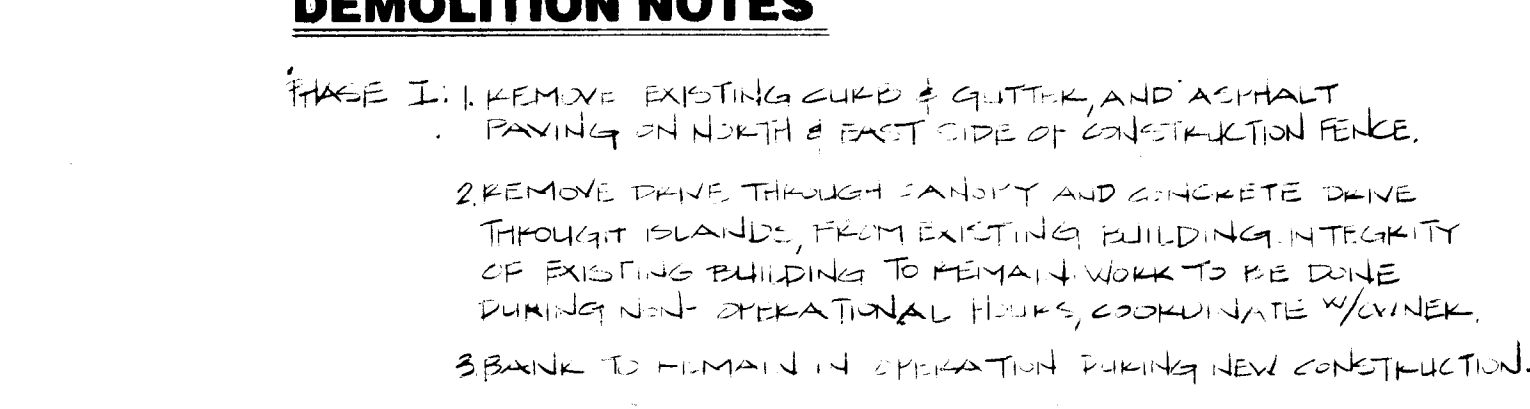 DEMOLITION NOTES
PHASE I: 1. REMOVE EXISTING CURB & GUTTER, AND ASPHALT
PAVING ON NORTH & EAST SIDE OF CONSTRUCTION FENCE.
2. REMOVE DRIVE THROUGH CANOPY AND CONCRETE DRIVE
THROUGH ISLANDS, FROM EXISTING BUILDING. INTEGRITY
OF EXISTING BUILDING TO REMAIN. WORK TO BE DONE
DURING NON-OPERATIONAL HOURS, COORDINATE W/OWNER.
3. BANK TO REMAIN IN OPERATION DURING NEW CONSTRUCTION.